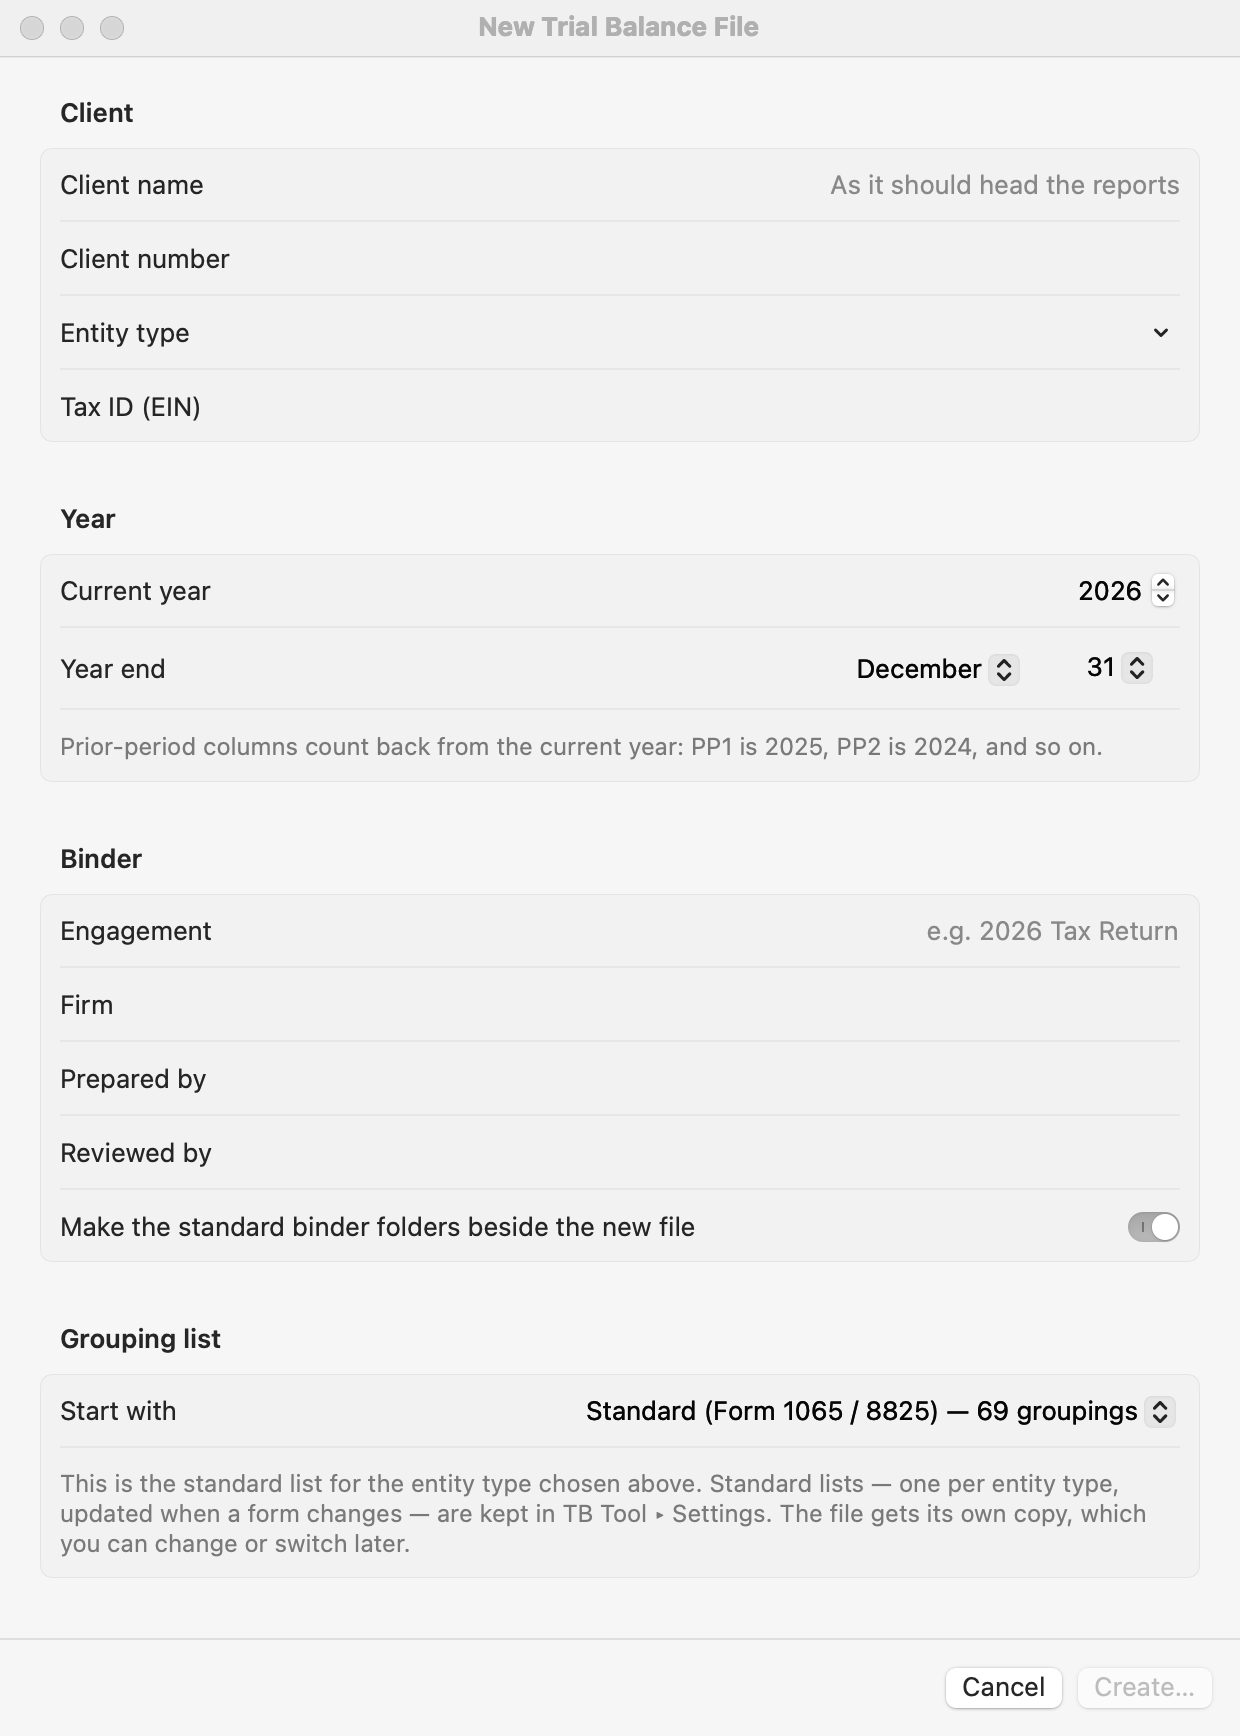 New Trial Balance File
Client
Client name
As it should head the reports
Client number
Entity type
Tax ID (EIN)
Year
Current year
2026
Year end
December
31
Prior-period columns count back from the current year: PP1 is 2025, PP2 is 2024, and so on.
Binder
Engagement
e.g. 2026 Tax Return
Firm
Prepared by
Reviewed by
Make the standard binder folders beside the new file
Grouping list
Start with
Standard (Form 1065 / 8825) — 69 groupings
This is the standard list for the entity type chosen above. Standard lists — one per entity type,
updated when a form changes — are kept in TB Tool ▸ Settings. The file gets its own copy, which
you can change or switch later.
Cancel
Create...